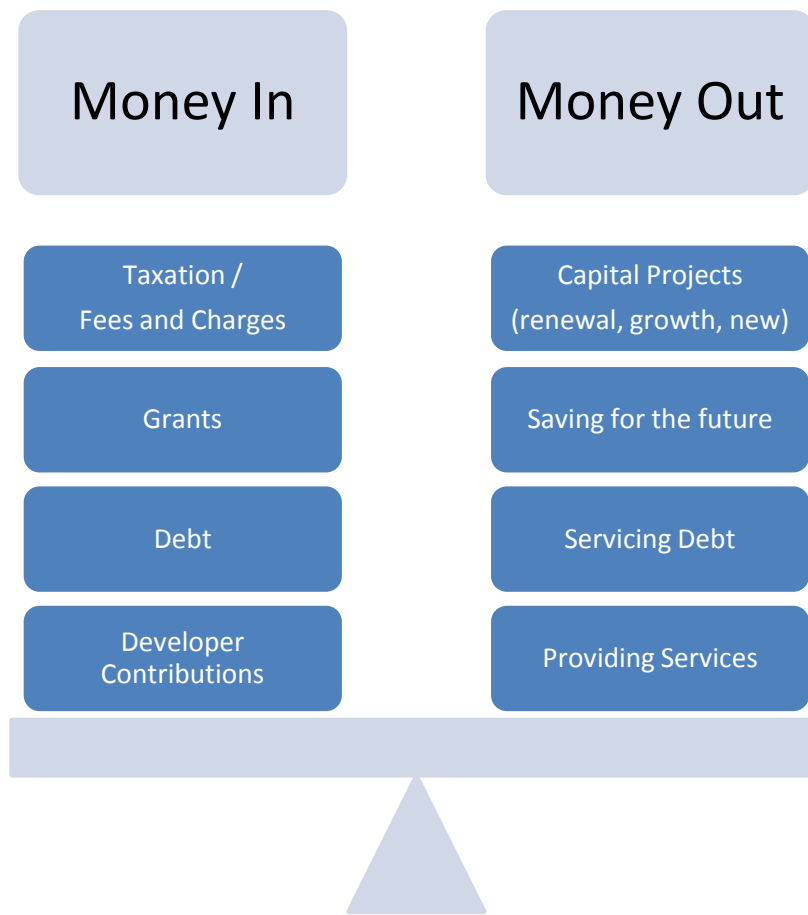 Money In
Money Out
Taxation /
Fees and Charges
Capital Projects
(renewal, growth, new)
Grants
Saving for the future
Debt
Servicing Debt
Developer
Contributions
Providing Services